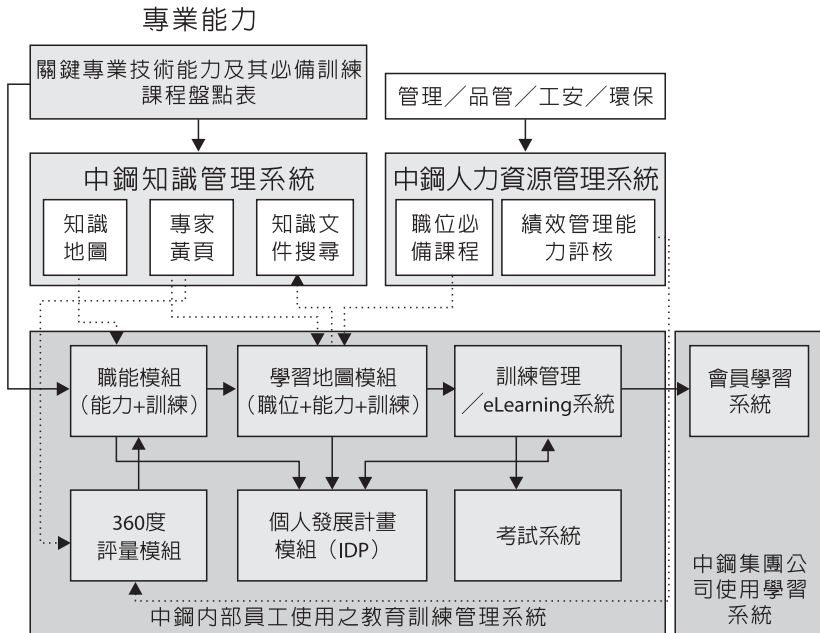 專業能力
關鍵專業技術能力及其必備訓練
課程盤點表
管理／品管／工安／環保
中鋼知識管理系統
知識
地圖
專家
黃頁
知識文
件搜尋
中鋼人力資源管理系統
職位必
備課程
績效管理能
力評核
職能模組
（能力+訓練）
學習地圖模組
（職位+能力+訓練）
訓練管理
／eLearning系統
會員學習
系統
360度
評量模組
個人發展計畫
模組（IDP）
考試系統
中鋼內部員工使用之教育訓練管理系統
中鋼集團公
司使用學習
系統